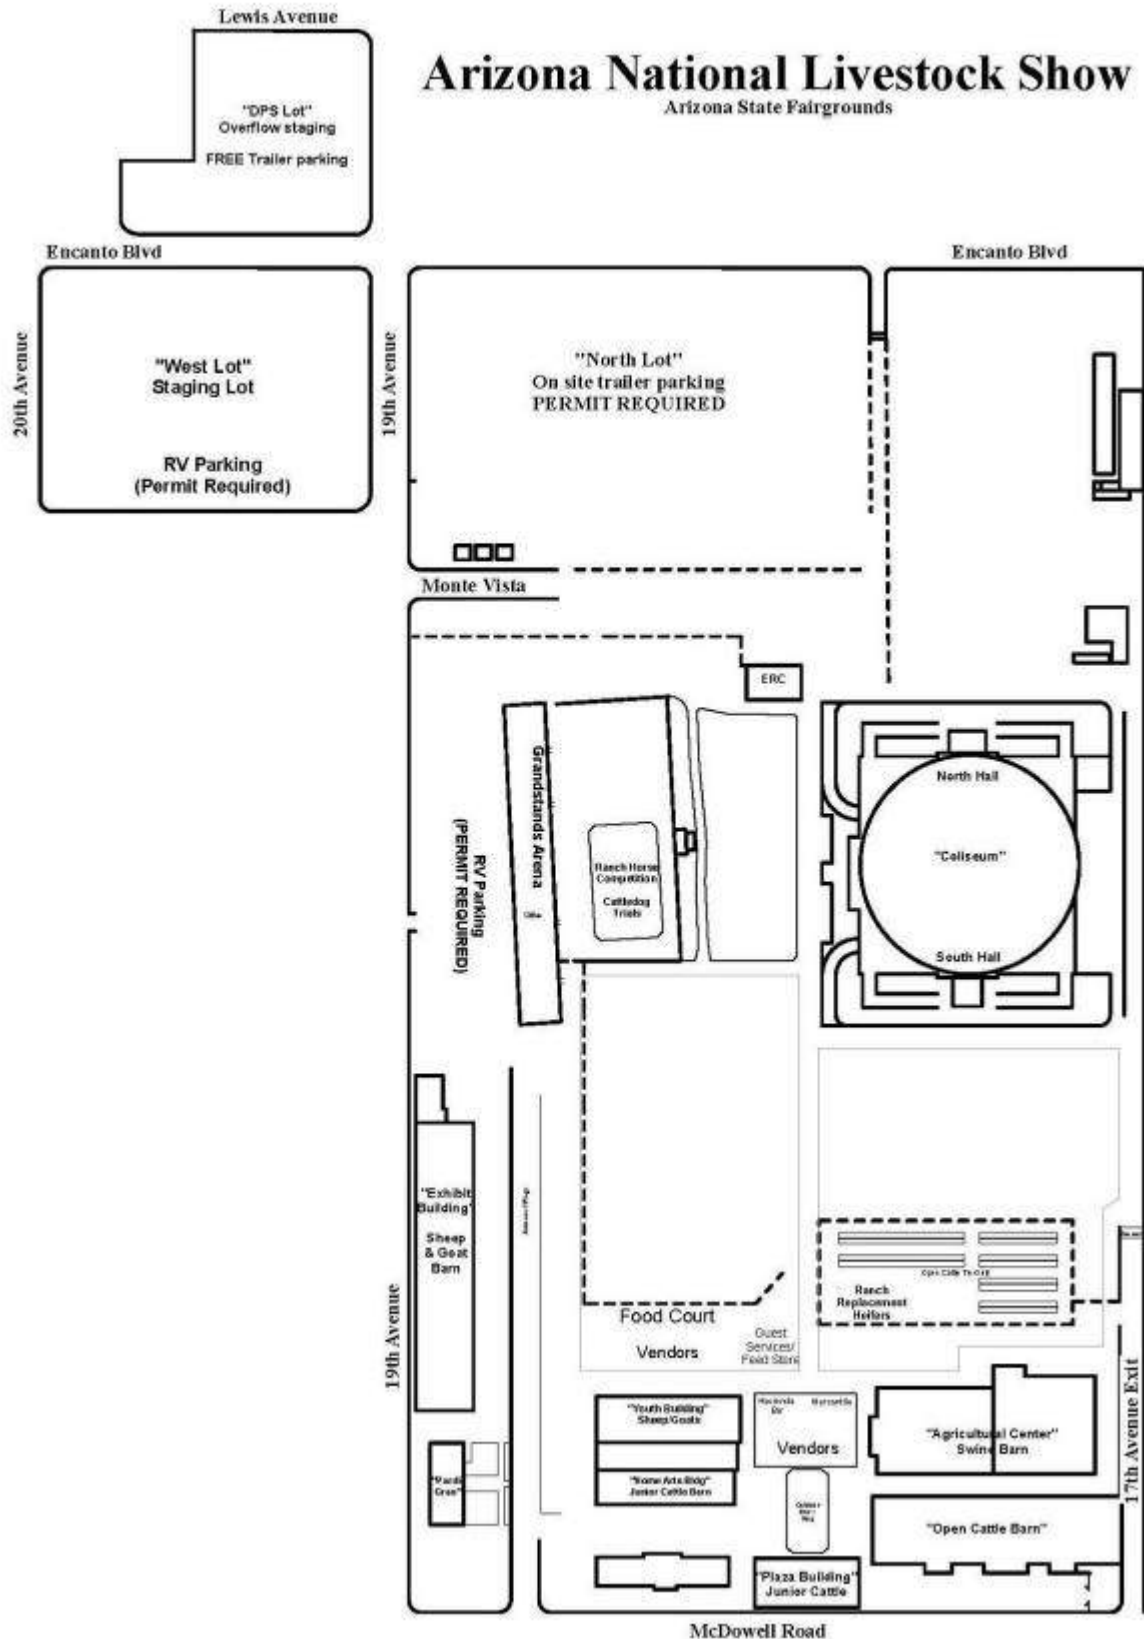 Lewis Avenue
Arizona National Livestock Show
Arizona State Fairgrounds
"DPS Lot"
Overflow staging
FREE Trailer parking
Encanto Blvd
Encanto Blvd
20th Avenue
"West Lot"
Staging Lot
RV Parking
(Permit Required)
19th Avenue
"North Lot"
On site trailer parking
PERMIT REQUIRED
Monte Vista
ERC
Grandstands Arena
RV Parking
(PERMIT REQUIRED)
Ranch Horse
Competition
Cattledog
Trials
North Hall
"Coliseum"
South Hall
"Exhibit
Building"
Sheep
& Goat
Barn
19th Avenue
Ranch
Replacement
Heifers
Food Court
Vendors
Guest
Services/
Feed Store
17th Avenue Exit
"Youth Building"
Sheep/Goats
Hacienda
Bar
Mercantile
Vendors
"Agricultural Center"
Swine Barn
"Home Arts Bldg"
Junior Cattle Barn
"Open Cattle Barn"
"Plaza Building"
Junior Cattle
McDowell Road